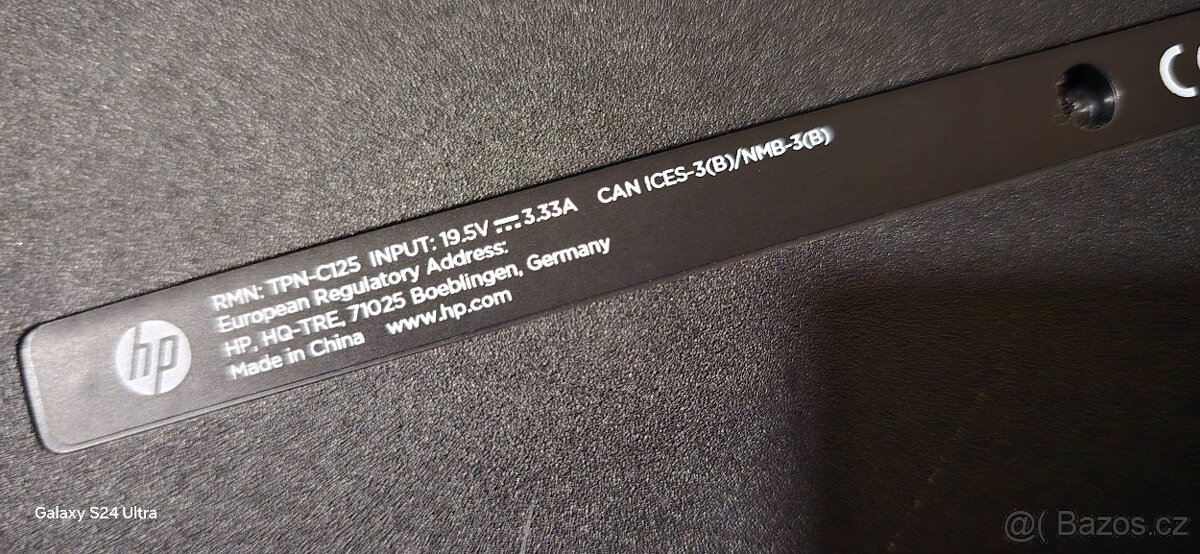 hp
RMN: TPN-C125 INPUT: 19.5V 3.33A CAN ICES-3(B)/NMB-3(B)
European Regulatory Address:
HP, HQ-TRE, 71025 Boeblingen, Germany
Made in China www.hp.com
Galaxy S24 Ultra
@( Bazos.cz